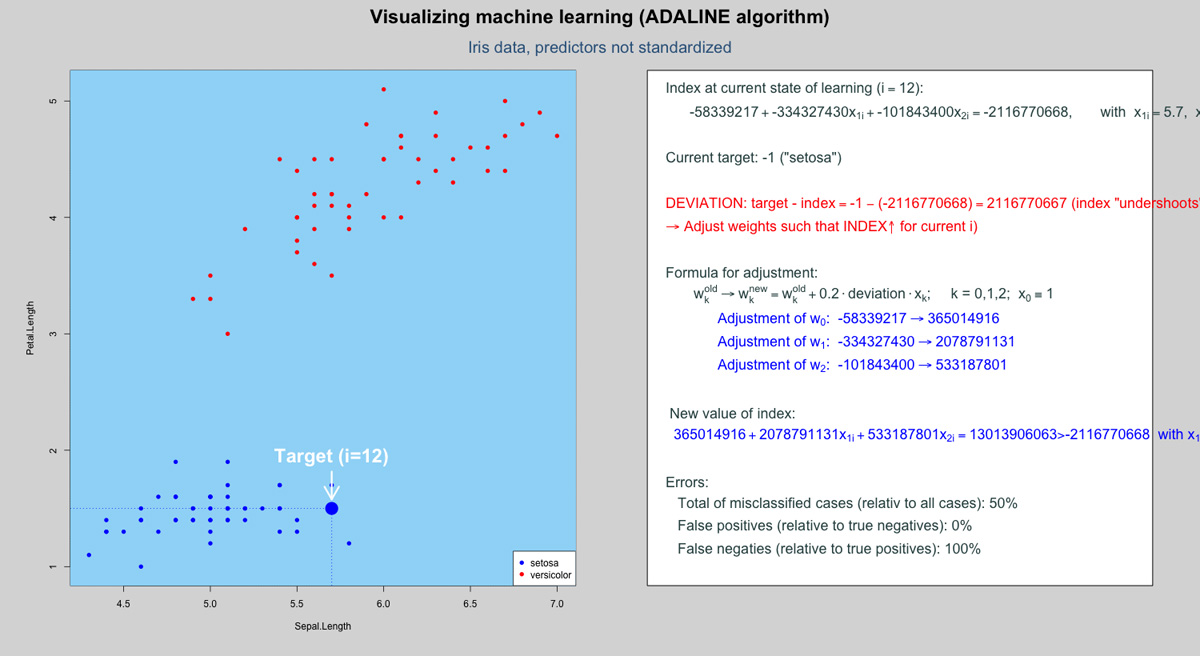 Visualizing machine learning (ADALINE algorithm)
Iris data, predictors not standardized
5
4
3
2
1
Petal.Length
Target (i=12)
setosa
versicolor
4.5 5.0 5.5 6.0 6.5 7.0
Sepal.Length
Index at current state of learning (i = 12):
-58339217 + -334327430x₁ᵢ + -101843400x₂ᵢ = -2116770668, with x₁ᵢ = 5.7, x
Current target: -1 ("setosa")
DEVIATION: target - index = -1 − (-2116770668) = 2116770667 (index "undershoots"
→ Adjust weights such that INDEX↑ for current i)
Formula for adjustment:
wₖᵒˡᵈ → wₖⁿᵉʷ = wₖᵒˡᵈ + 0.2 · deviation · xₖ; k = 0,1,2; x₀ ≡ 1
Adjustment of w₀: -58339217 → 365014916
Adjustment of w₁: -334327430 → 2078791131
Adjustment of w₂: -101843400 → 533187801
New value of index:
365014916 + 2078791131x₁ᵢ + 533187801x₂ᵢ = 13013906063>-2116770668 with x₁
Errors:
Total of misclassified cases (relativ to all cases): 50%
False positives (relative to true negatives): 0%
False negaties (relative to true positives): 100%